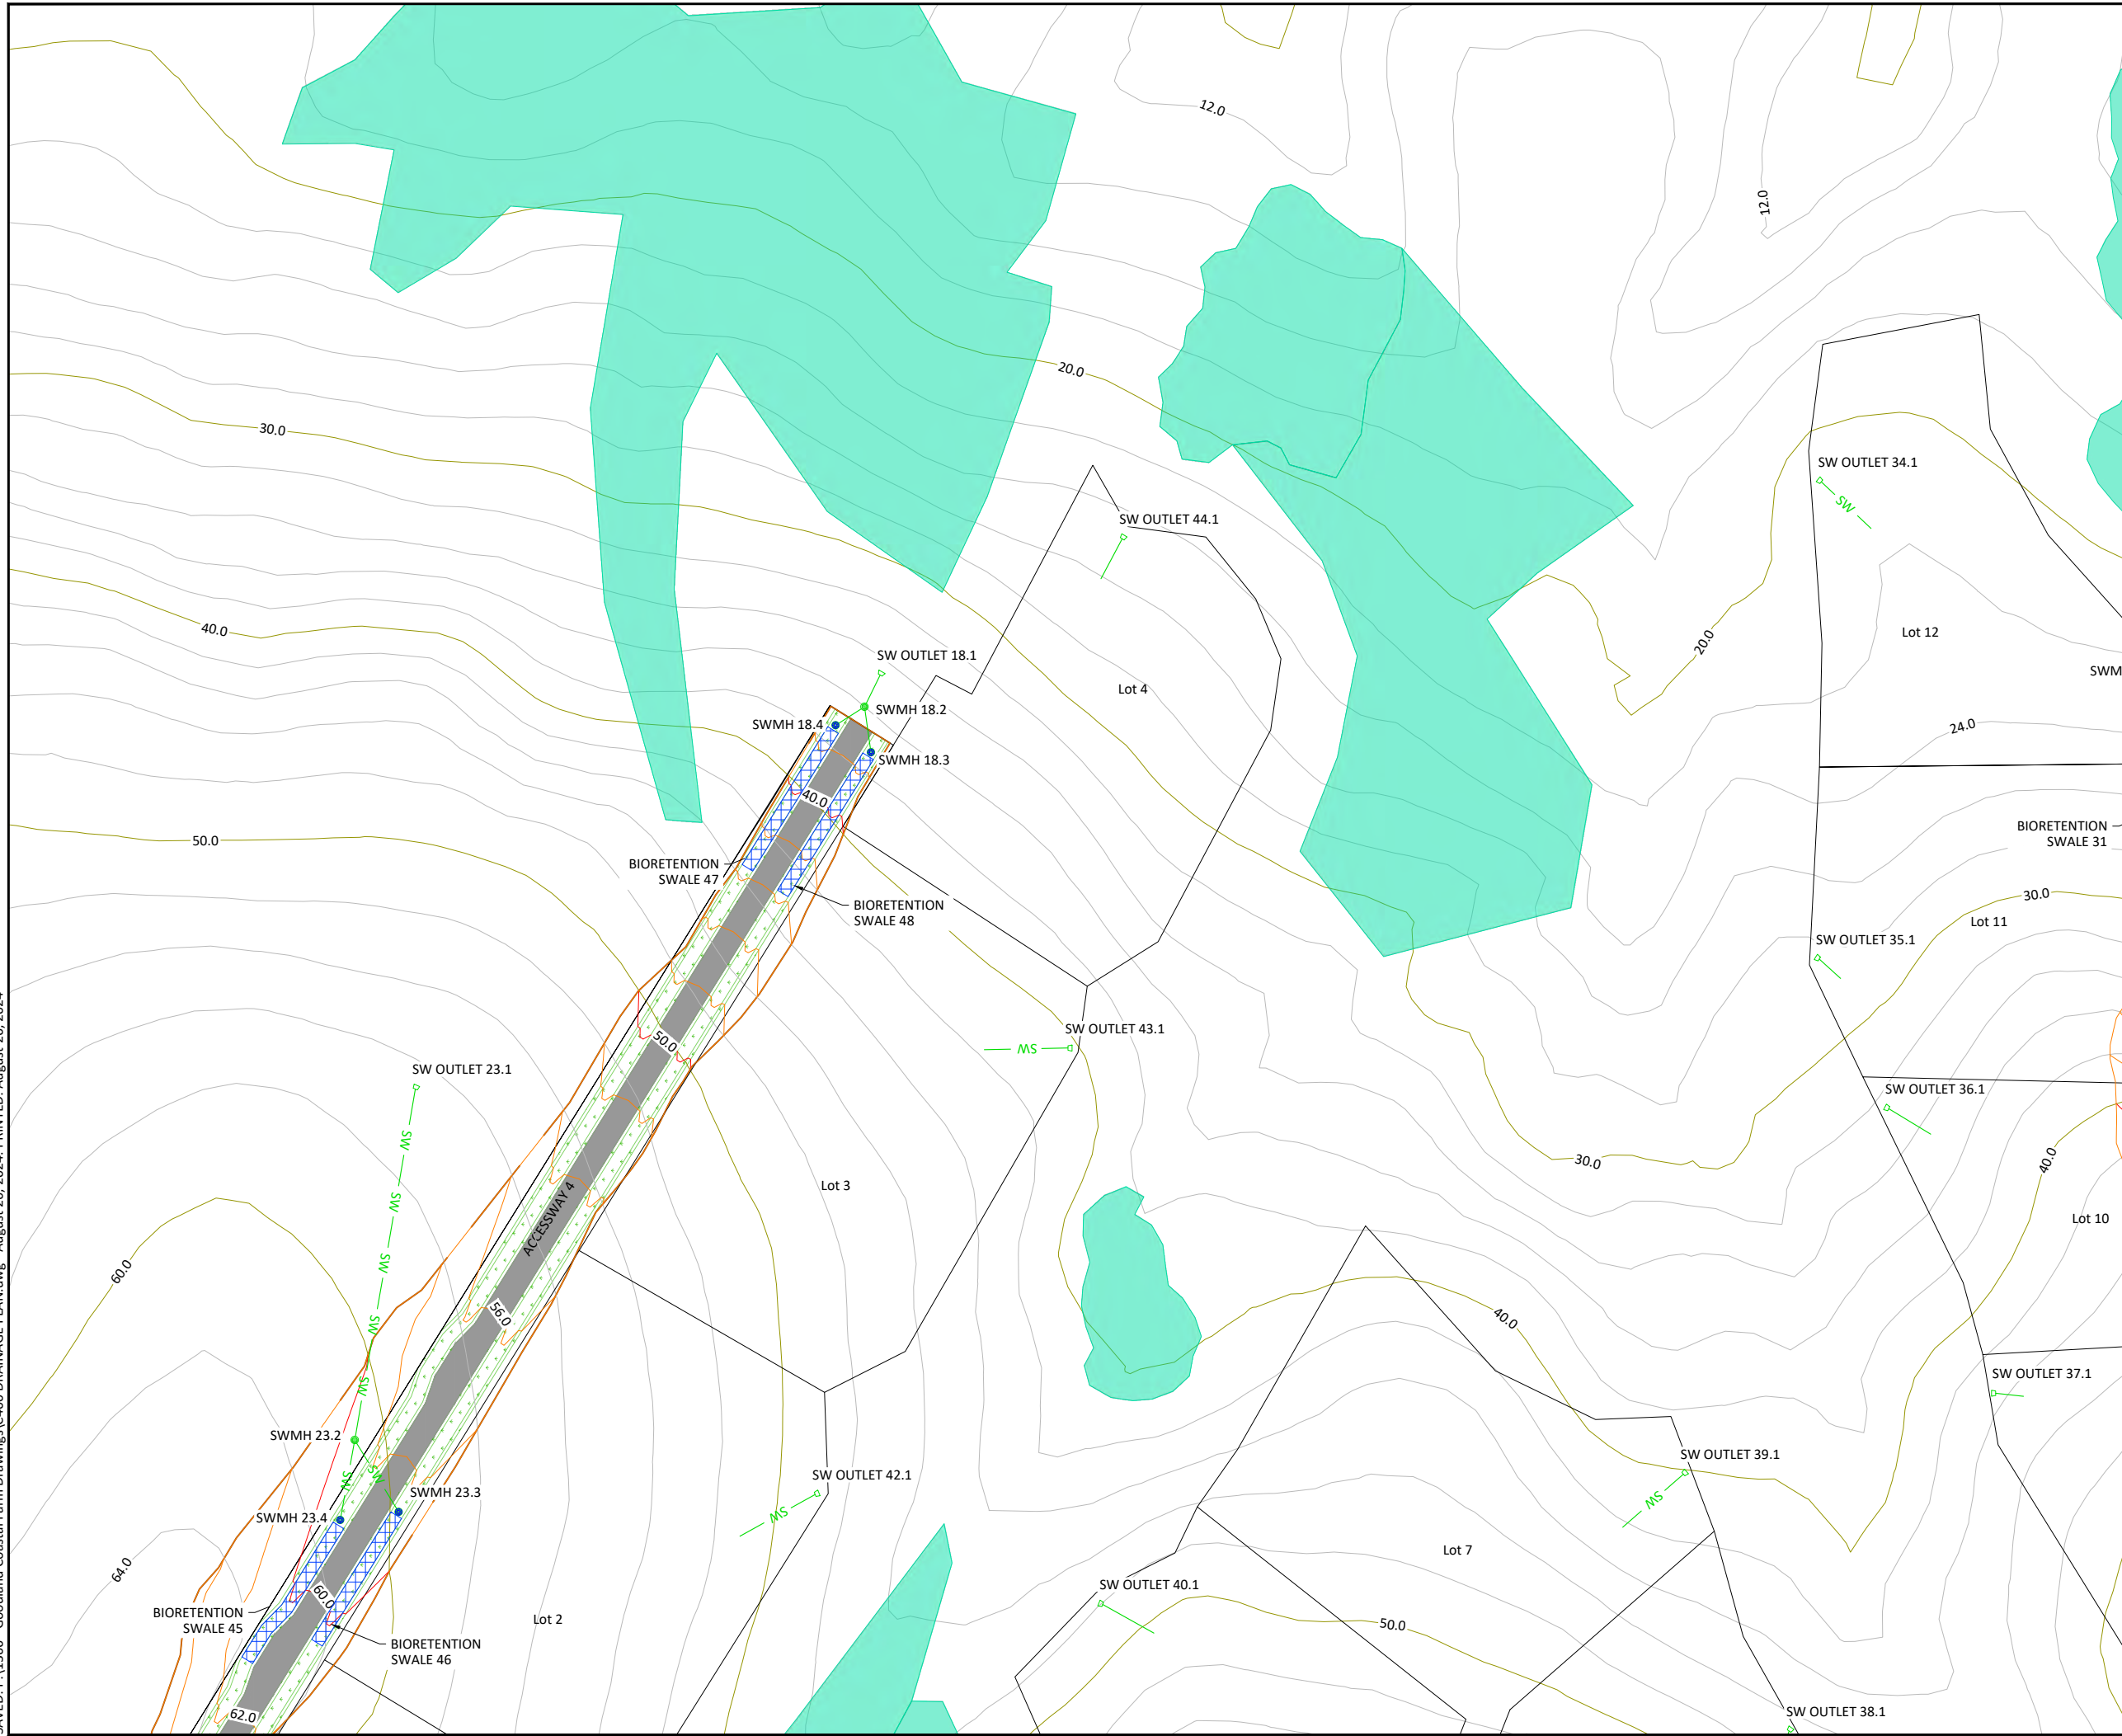 12.0
12.0
20.0
30.0
SW OUTLET 34.1
SW
SW OUTLET 44.1
40.0
20.0
Lot 12
SW OUTLET 18.1
SWM
Lot 4
SWMH 18.2
SWMH 18.4
24.0
SWMH 18.3
40.0
BIORETENTION
SWALE 31
50.0
BIORETENTION
SWALE 47
30.0
BIORETENTION
SWALE 48
Lot 11
SW OUTLET 35.1
SW OUTLET 43.1
SW
50.0
SW OUTLET 23.1
SW OUTLET 36.1
SW
30.0
40.0
Lot 3
SW
ACCESSWAY 4
Lot 10
SW
60.0
56.0
40.0
SW
SW
SW OUTLET 37.1
SWMH 23.2
SW OUTLET 39.1
SW
SW
SW OUTLET 42.1
SWMH 23.3
SW
SW
SWMH 23.4
Lot 7
64.0
SW OUTLET 40.1
60.0
BIORETENTION
SWALE 45
Lot 2
50.0
BIORETENTION
SWALE 46
62.0
SW OUTLET 38.1